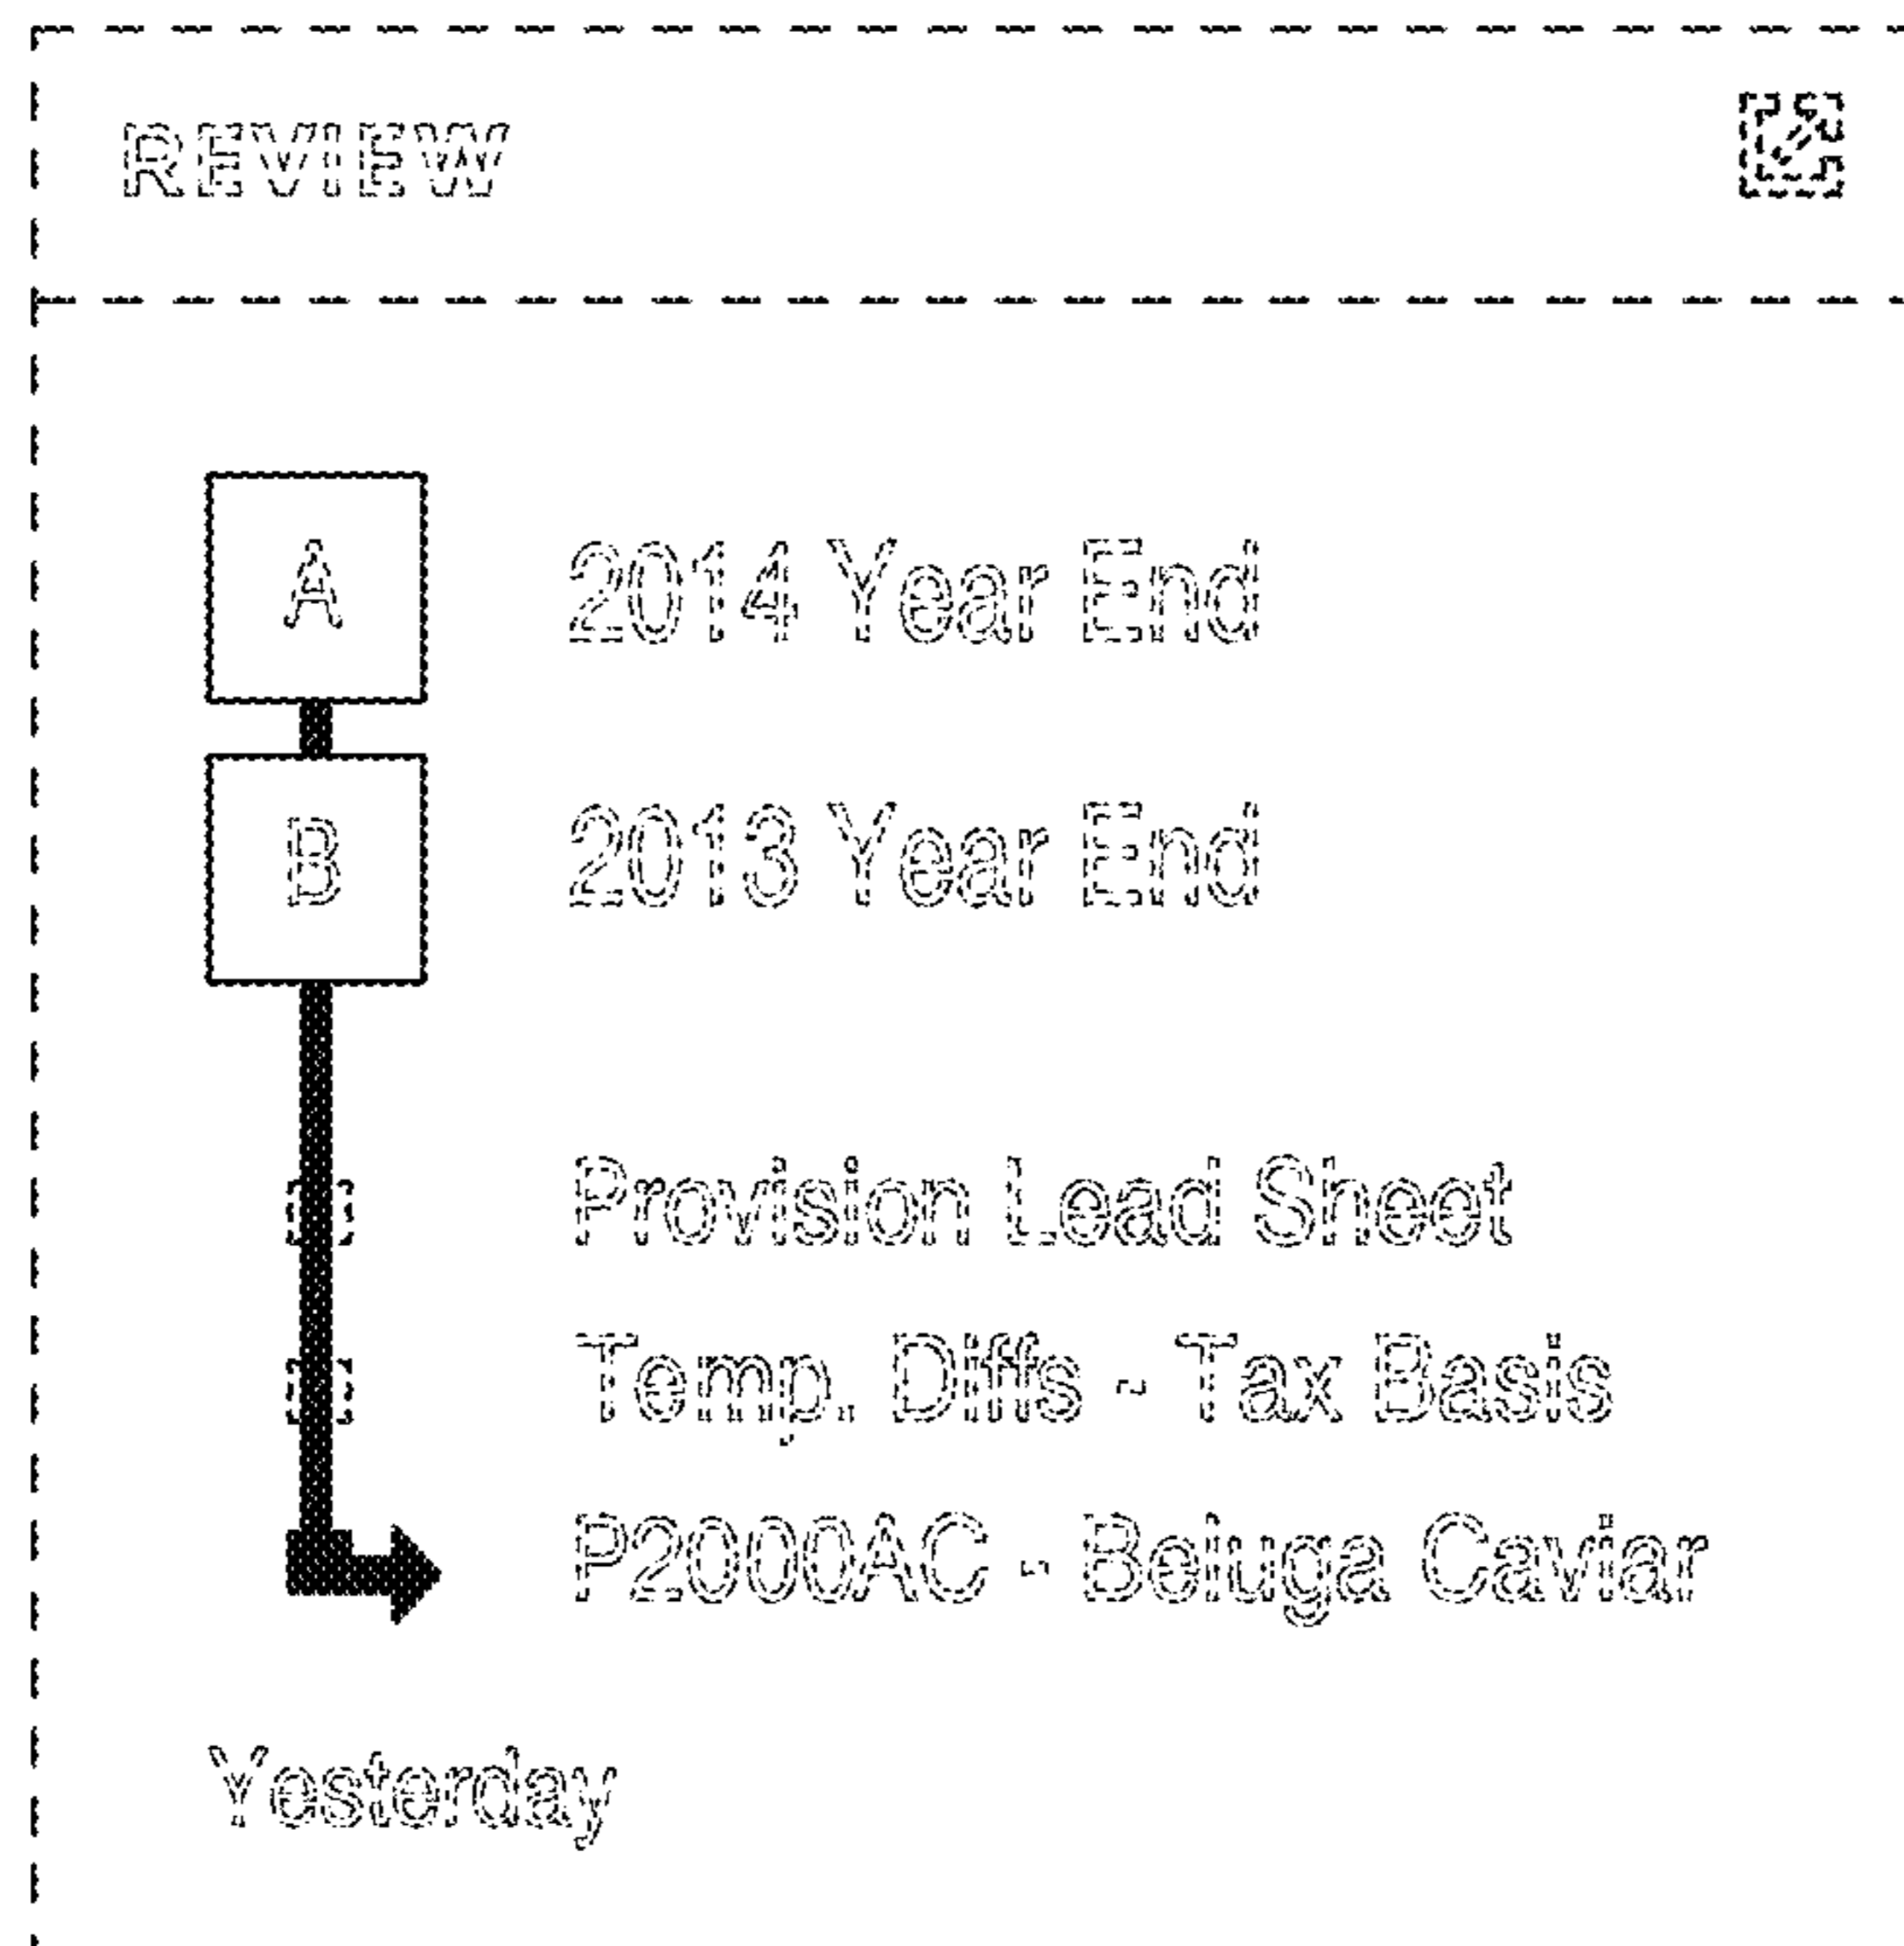 REVIEW
A 2014 Year End
B 2013 Year End
Provision Lead Sheet
Temp. Diffs - Tax Basis
P2000AC - Beluga Caviar
Yesterday